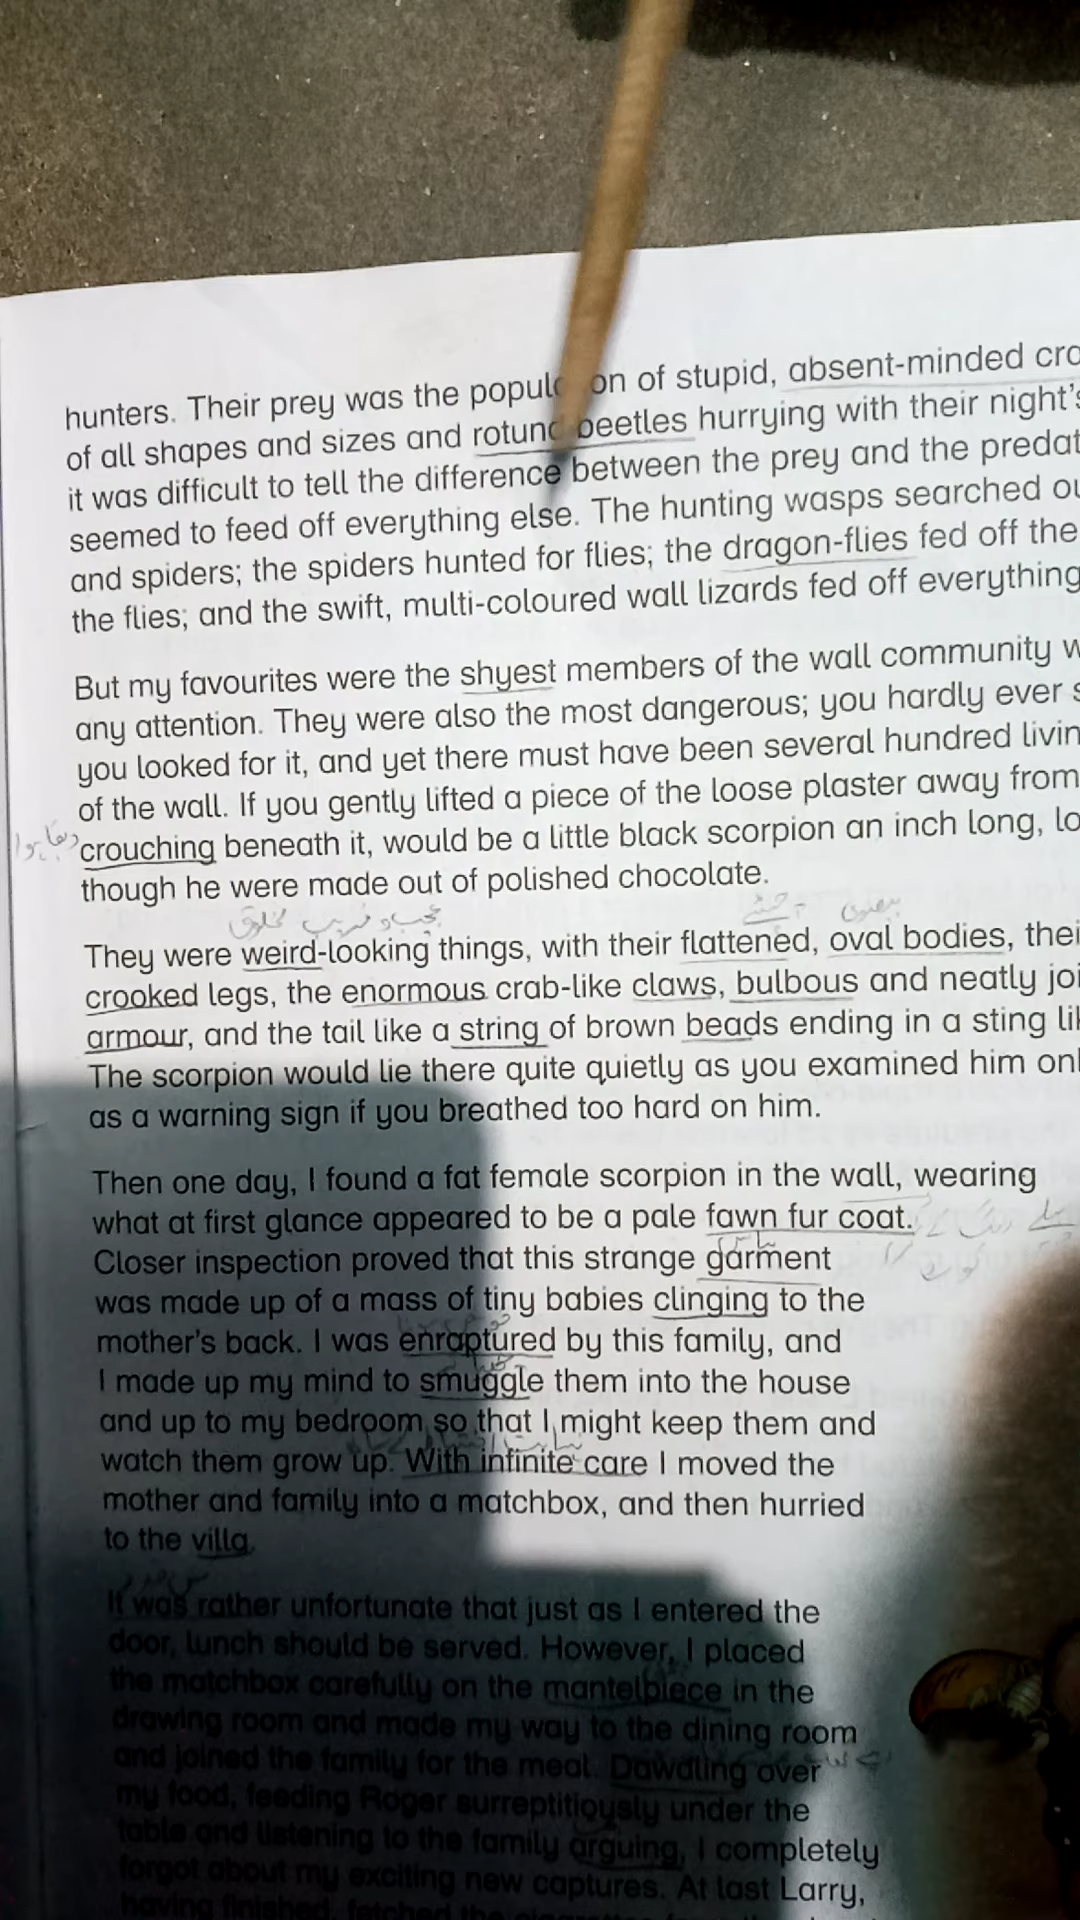 hunters. Their prey was the popul on of stupid, absent-minded cra
of all shapes and sizes and rotund beetles hurrying with their night's
it was difficult to tell the difference between the prey and the predat
seemed to feed off everything else. The hunting wasps searched ou
and spiders; the spiders hunted for flies; the dragon-flies fed off the
the flies; and the swift, multi-coloured wall lizards fed off everything
But my favourites were the shyest members of the wall community w
any attention. They were also the most dangerous; you hardly ever s
you looked for it, and yet there must have been several hundred livin
of the wall. If you gently lifted a piece of the loose plaster away from
crouching beneath it, would be a little black scorpion an inch long, lo
though he were made out of polished chocolate.
عجیب و غریب مخلوق
They were weird-looking things, with their flattened, oval bodies, thei
crooked legs, the enormous crab-like claws, bulbous and neatly joi
armour, and the tail like a string of brown beads ending in a sting lik
The scorpion would lie there quite quietly as you examined him onl
as a warning sign if you breathed too hard on him.
Then one day, I found a fat female scorpion in the wall, wearing
what at first glance appeared to be a pale fawn fur coat.
Closer inspection proved that this strange garment
was made up of a mass of tiny babies clinging to the
mother's back. I was enraptured by this family, and
I made up my mind to smuggle them into the house
and up to my bedroom so that I might keep them and
watch them grow up. With infinite care I moved the
mother and family into a matchbox, and then hurried
to the villa.
It was rather unfortunate that just as I entered the
door, lunch should be served. However, I placed
the matchbox carefully on the mantelpiece in the
drawing room and made my way to the dining room
and joined the family for the meal. Dawdling over
my food, feeding Roger surreptitiously under the
table and listening to the family arguing, I completely
forgot about my exciting new captures. At last Larry,
having finished, fetched the